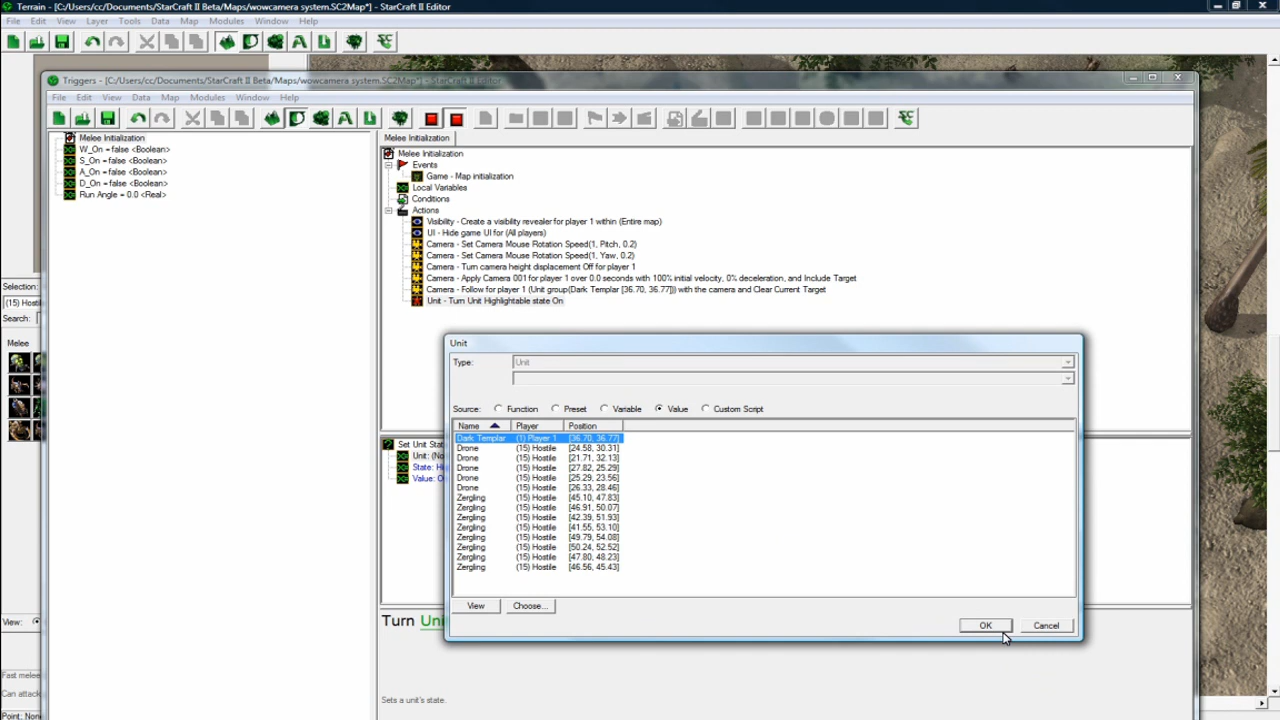 Terrain - [C:/Users/cc/Documents/StarCraft II Beta/Maps/wowcamera system.SC2Map*] - StarCraft II Editor
File Edit View Layer Tools Data Map Modules Window Help
Triggers - [C:/Users/cc/Documents/StarCraft II Beta/Maps/wowcamera system.SC2Map*] - StarCraft II Editor
File Edit View Data Map Modules Window Help
Melee Initialization
W_On = false <Boolean>
S_On = false <Boolean>
A_On = false <Boolean>
D_On = false <Boolean>
Run Angle = 0.0 <Real>
Melee Initialization
Melee Initialization
Events
Game - Map initialization
Local Variables
Conditions
Actions
Visibility - Create a visibility revealer for player 1 within (Entire map)
UI - Hide game UI for (All players)
Camera - Set Camera Mouse Rotation Speed(1, Pitch, 0.2)
Camera - Set Camera Mouse Rotation Speed(1, Yaw, 0.2)
Camera - Turn camera height displacement Off for player 1
Camera - Apply Camera 001 for player 1 over 0.0 seconds with 100% initial velocity, 0% deceleration, and Include Target
Camera - Follow for player 1 (Unit group(Dark Templar [36.70, 36.77])) with the camera and Clear Current Target
Unit - Turn Unit Highlightable state On
Selection:
(15) Hostil
Search:
Melee
View:
Fast melee
Can attack
Point: Non
Set Unit Stat
Unit: (No
State: Hi
Value: O
Turn Uni
Sets a unit's state.
Unit
Type: Unit
Source: Function Preset Variable Value Custom Script
Name Player Position
Dark Templar (1) Player 1 [36.70, 36.77]
Drone (15) Hostile [24.58, 30.31]
Drone (15) Hostile [21.71, 32.13]
Drone (15) Hostile [27.82, 25.29]
Drone (15) Hostile [25.29, 23.56]
Drone (15) Hostile [26.33, 28.46]
Zergling (15) Hostile [45.10, 47.83]
Zergling (15) Hostile [46.91, 50.07]
Zergling (15) Hostile [42.39, 51.93]
Zergling (15) Hostile [41.55, 53.10]
Zergling (15) Hostile [49.79, 54.08]
Zergling (15) Hostile [50.24, 52.52]
Zergling (15) Hostile [47.80, 48.23]
Zergling (15) Hostile [46.56, 45.43]
View Choose...
OK Cancel